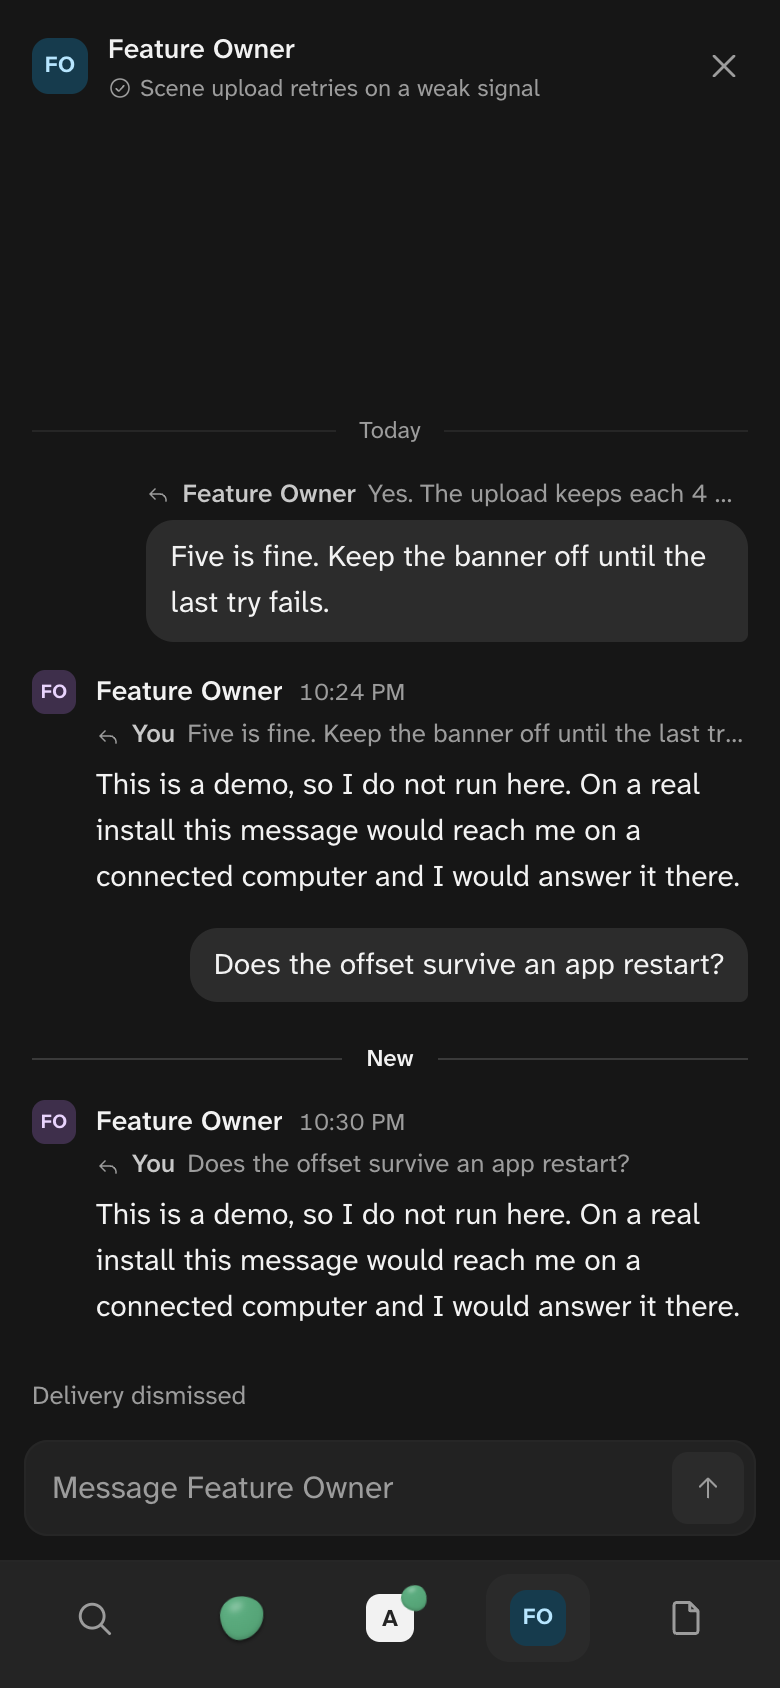 FO
Feature Owner
Scene upload retries on a weak signal
Today
Feature Owner Yes. The upload keeps each 4 ...
Five is fine. Keep the banner off until the
last try fails.
FO
Feature Owner 10:24 PM
You Five is fine. Keep the banner off until the last tr...
This is a demo, so I do not run here. On a real
install this message would reach me on a
connected computer and I would answer it there.
Does the offset survive an app restart?
New
FO
Feature Owner 10:30 PM
You Does the offset survive an app restart?
This is a demo, so I do not run here. On a real
install this message would reach me on a
connected computer and I would answer it there.
Delivery dismissed
Message Feature Owner
A
FO